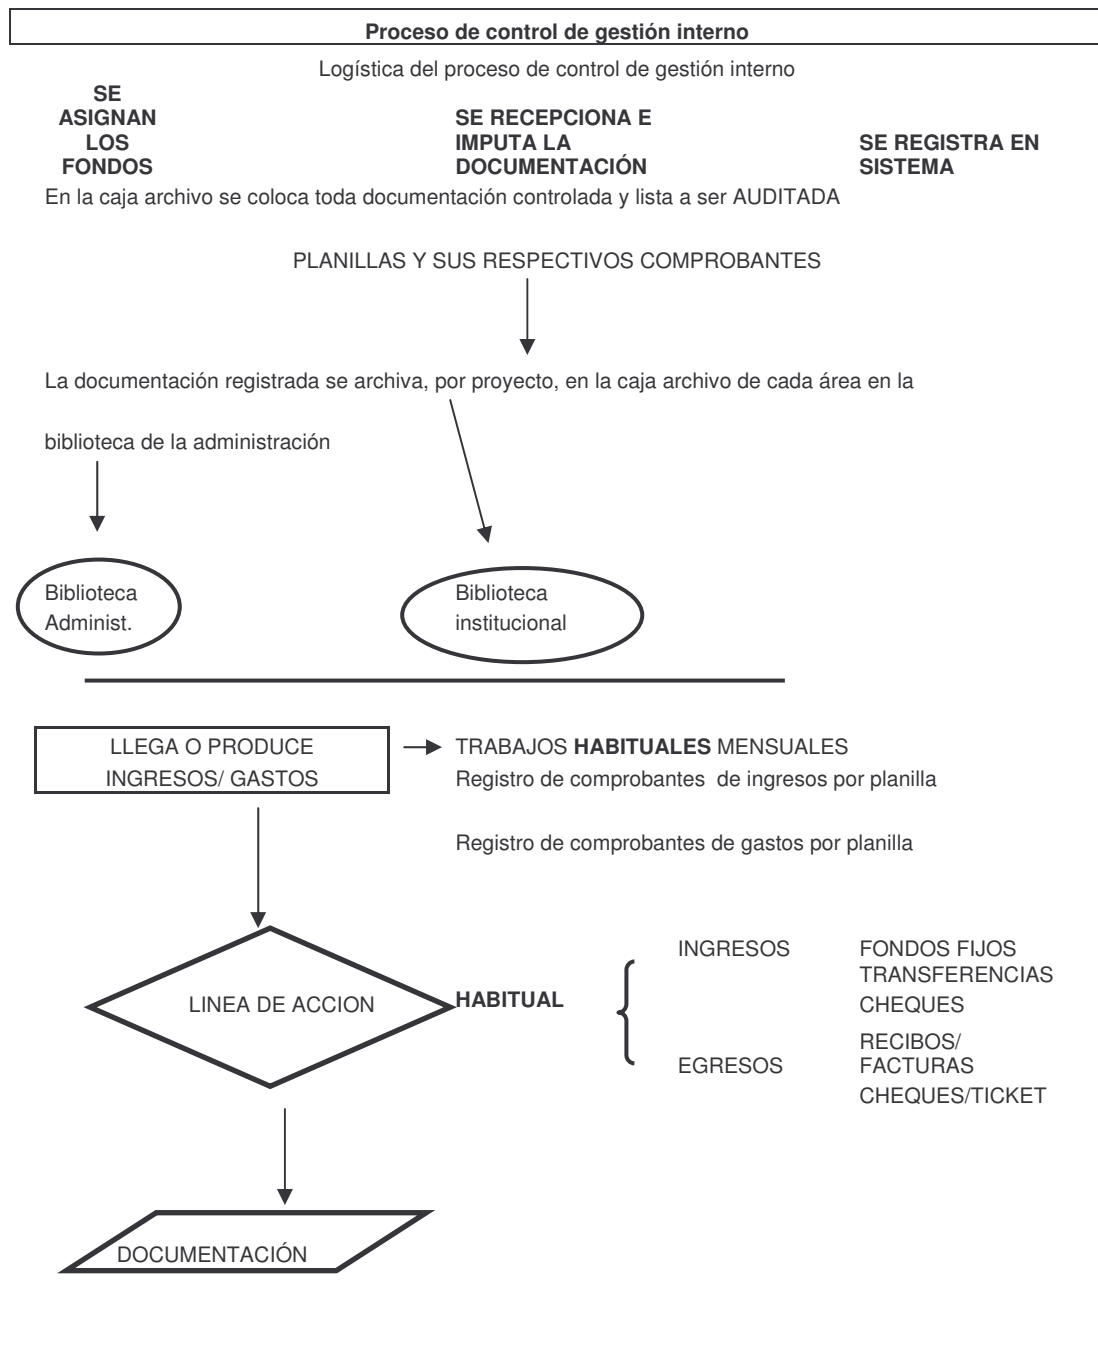 Proceso de control de gestión interno
Logística del proceso de control de gestión interno
SE
ASIGNAN
LOS
FONDOS
SE RECEPCIONA E
IMPUTA LA
DOCUMENTACIÓN
SE REGISTRA EN
SISTEMA
En la caja archivo se coloca toda documentación controlada y lista a ser AUDITADA
PLANILLAS Y SUS RESPECTIVOS COMPROBANTES
La documentación registrada se archiva, por proyecto, en la caja archivo de cada área en la
biblioteca de la administración
Biblioteca
Administ.
Biblioteca
institucional
LLEGA O PRODUCE
INGRESOS/ GASTOS
TRABAJOS HABITUALES MENSUALES
Registro de comprobantes  de ingresos por planilla
Registro de comprobantes de gastos por planilla
LINEA DE ACCION
HABITUAL
INGRESOS
FONDOS FIJOS
TRANSFERENCIAS
CHEQUES
EGRESOS
RECIBOS/
FACTURAS
CHEQUES/TICKET
DOCUMENTACIÓN